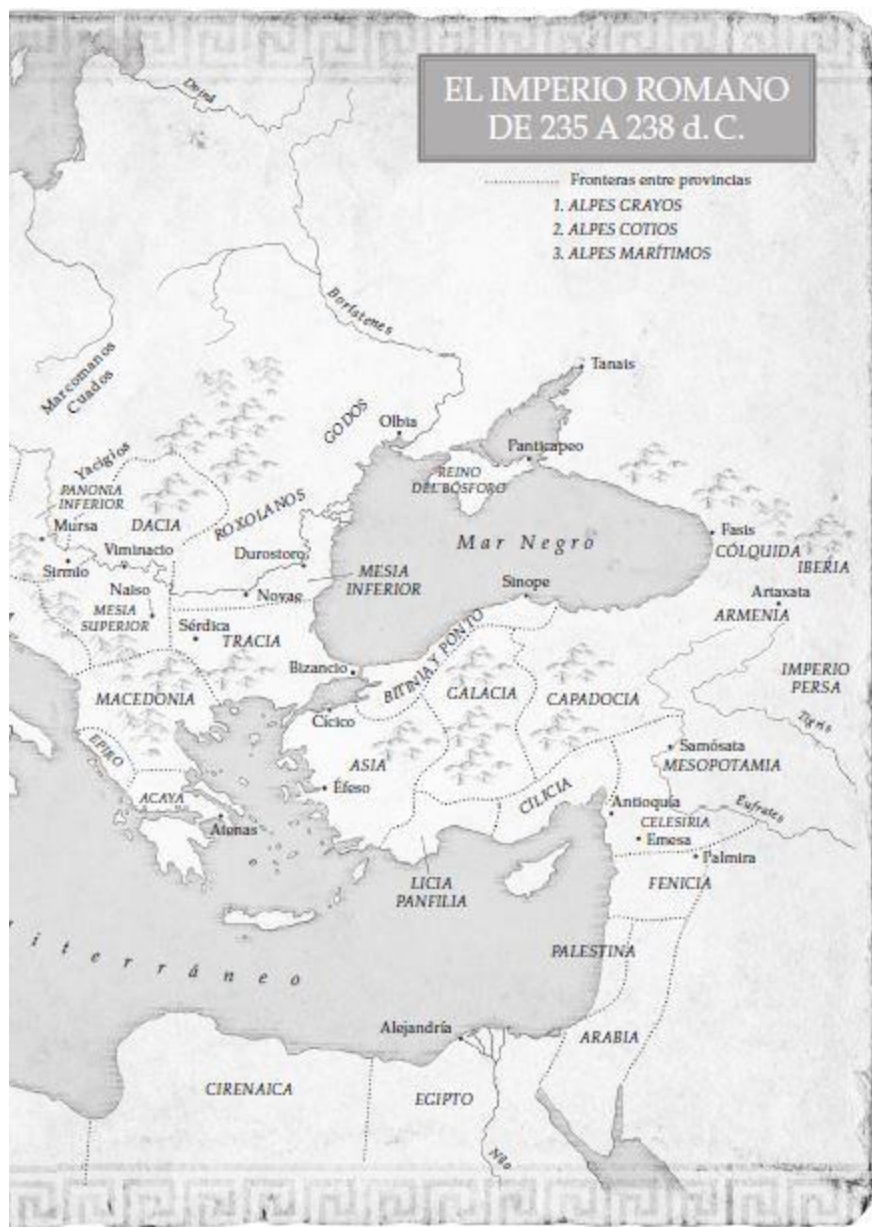 EL IMPERIO ROMANO
DE 235 A 238 d. C.
Fronteras entre provincias
1. ALPES GRAYOS
2. ALPES COTIOS
3. ALPES MARÍTIMOS
Borístenes
Marcomanos
Cuados
Tanais
GODOS
Olbia
Panticapeo
REINO
DEL BÓSFORO
Yacigios
PANONIA
INFERIOR
Mursa
DACIA
ROXOLANOS
Viminacio
Sirmio
Durostoro
MESIA
INFERIOR
Novae
Naiso
MESIA
SUPERIOR
Sérdica
TRACIA
Mar Negro
Sinope
Fasis
CÓLQUIDA
IBERIA
Artaxata
ARMENIA
IMPERIO
PERSA
Tigris
Bizancio
BITINIA Y PONTO
GALACIA
CAPADOCIA
MACEDONIA
Cícico
EPIRO
ASIA
Éfeso
ACAYA
Atenas
CILICIA
Samósata
MESOPOTAMIA
Antioquía
Eufrates
CELESIRIA
Emesa
Palmira
FENICIA
LICIA
PANFILIA
PALESTINA
iterráneo
Alejandría
ARABIA
CIRENAICA
EGIPTO
Nilo